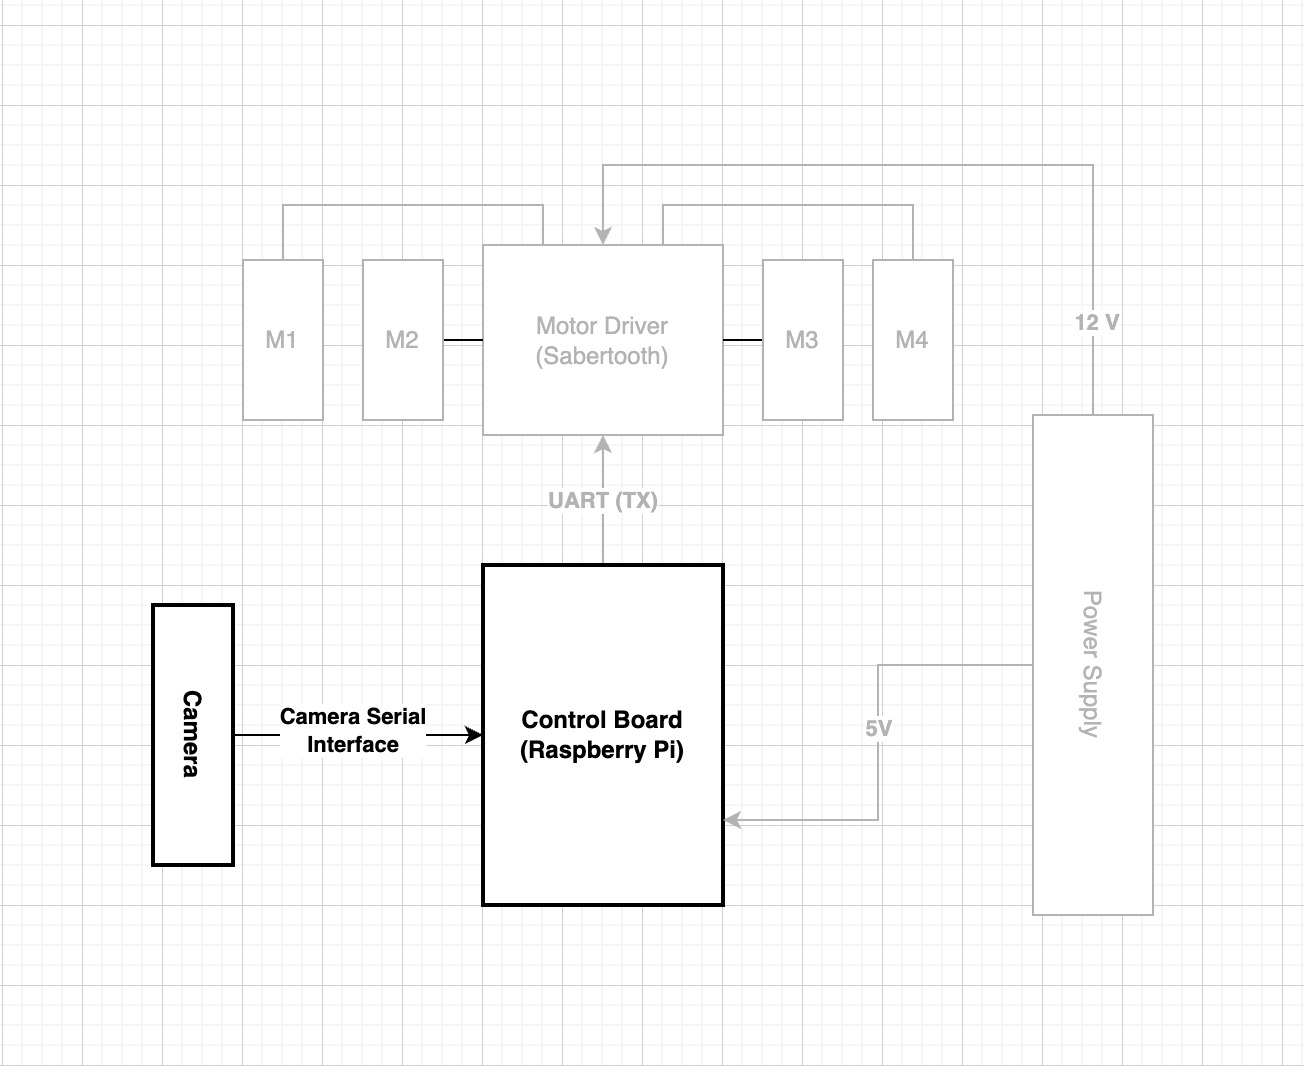 12 V
M1
M2
Motor Driver
(Sabertooth)
M3
M4
UART (TX)
Power Supply
Camera
Camera Serial
Interface
Control Board
(Raspberry Pi)
5V